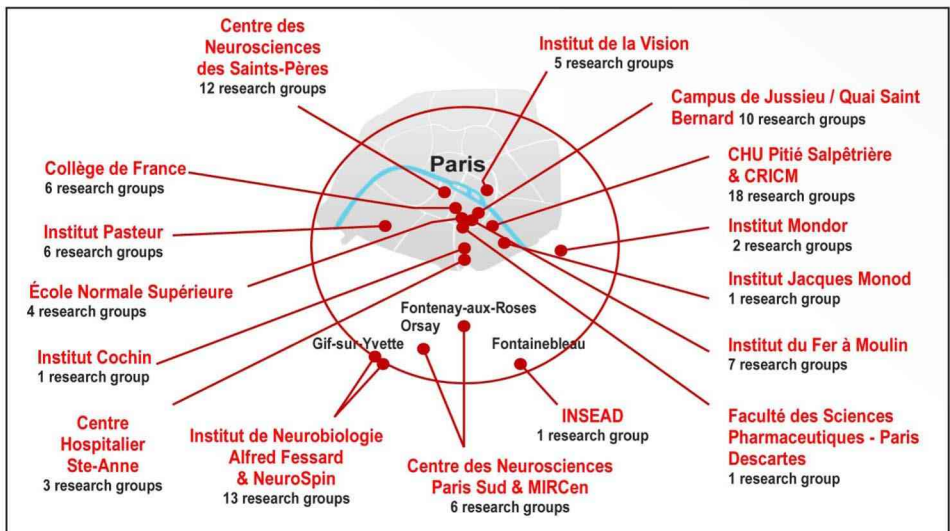 Centre des
Neurosciences
des Saints-Pères
12 research groups
Institut de la Vision
5 research groups
Campus de Jussieu / Quai Saint
Bernard 10 research groups
Paris
Collège de France
6 research groups
CHU Pitié Salpêtrière
& CRICM
18 research groups
Institut Pasteur
6 research groups
Institut Mondor
2 research groups
École Normale Supérieure
4 research groups
Institut Jacques Monod
1 research group
Fontenay-aux-Roses
Orsay
Gif-sur-Yvette
Fontainebleau
Institut Cochin
1 research group
Institut du Fer à Moulin
7 research groups
Centre
Hospitalier
Ste-Anne
3 research groups
Institut de Neurobiologie
Alfred Fessard
& NeuroSpin
13 research groups
Centre des Neurosciences
Paris Sud & MIRCen
6 research groups
INSEAD
1 research group
Faculté des Sciences
Pharmaceutiques - Paris
Descartes
1 research group